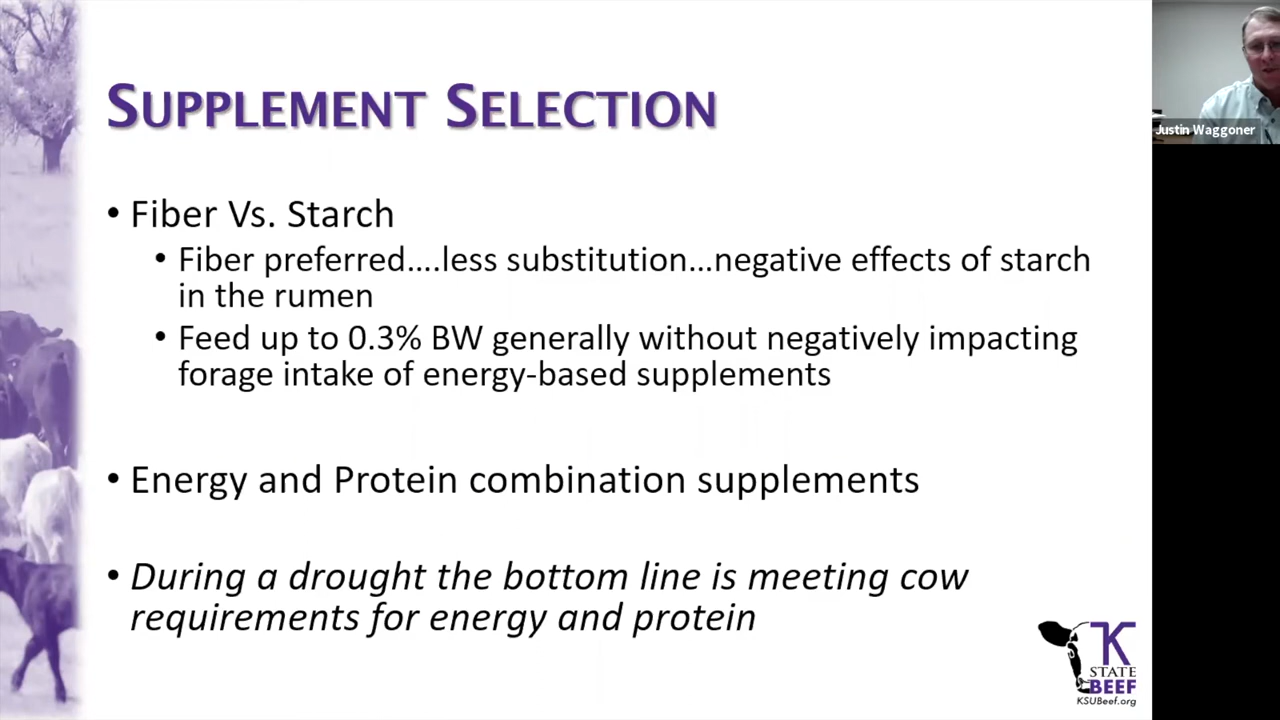 SUPPLEMENT SELECTION
• Fiber Vs. Starch
• Fiber preferred....less substitution...negative effects of starch
in the rumen
• Feed up to 0.3% BW generally without negatively impacting
forage intake of energy-based supplements
• Energy and Protein combination supplements
• During a drought the bottom line is meeting cow
requirements for energy and protein
K
STATE
BEEF
KSUBeef.org
Justin Waggoner